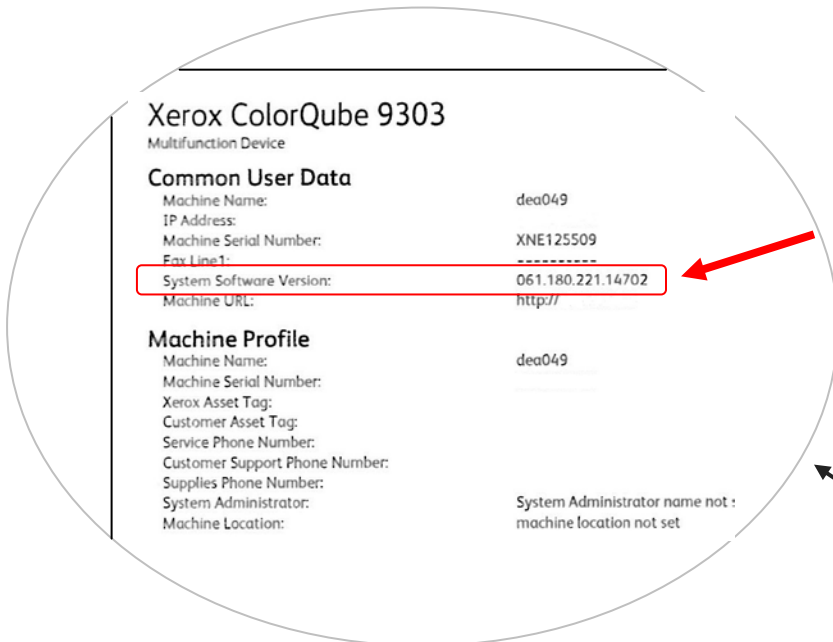 Xerox ColorQube 9303
Multifunction Device
Common User Data
Machine Name: dea049
IP Address:
Machine Serial Number: XNE125509
Fax Line1: ----------
System Software Version: 061.180.221.14702
Machine URL: http://
Machine Profile
Machine Name: dea049
Machine Serial Number:
Xerox Asset Tag:
Customer Asset Tag:
Service Phone Number:
Customer Support Phone Number:
Supplies Phone Number:
System Administrator: System Administrator name not
Machine Location: machine location not set